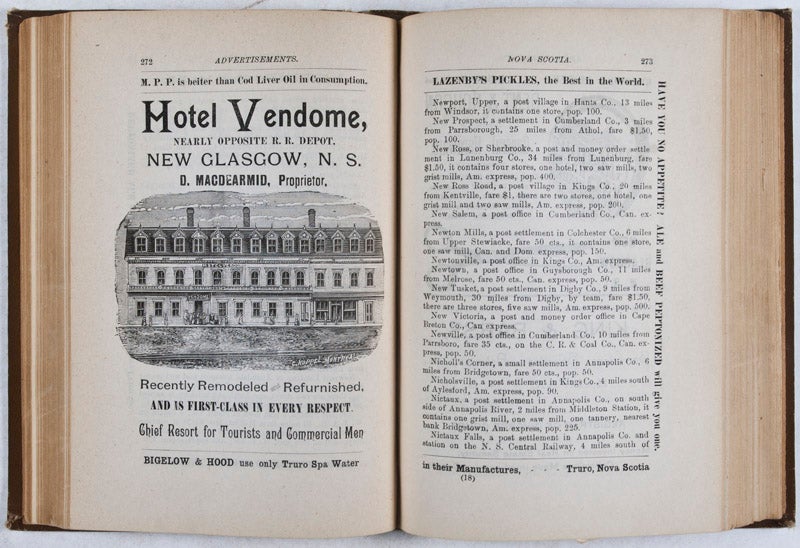 272 ADVERTISEMENTS.
M. P. P. is better than Cod Liver Oil in Consumption.
Hotel Vendome,
NEARLY OPPOSITE R. R. DEPOT.
NEW GLASGOW, N. S.
D. MACDEARMID, Proprietor.
Recently Remodeled and Refurnished.
AND IS FIRST-CLASS IN EVERY RESPECT.
Chief Resort for Tourists and Commercial Men
BIGELOW & HOOD use only Truro Spa Water
NOVA SCOTIA. 273
LAZENBY'S PICKLES, the Best in the World.
Newport, Upper, a post village in Hants Co., 13 miles
from Windsor, it contains one store, pop. 100.
New Prospect, a settlement in Cumberland Co., 3 miles
from Parrsborough, 25 miles from Athol, fare $1.50,
pop. 100.
New Ross, or Sherbrooke, a post and money order settle
ment in Lunenburg Co., 34 miles from Lunenburg, fare
$1.50, it contains four stores, one hotel, two saw mills, two
grist mills, Am. express, pop. 400.
New Ross Road, a post village in Kings Co., 20 miles
from Kentville, fare $1, there are two stores, one hotel, one
grist mill and two saw mills, Am. express, pop. 200.
New Salem, a post office in Cumberland Co., Can. ex-
press.
Newton Mills, a post settlement in Colchester Co., 6 miles
from Upper Stewiacke, fare 50 cts., it contains one store,
one saw mill, Can. and Dom. express, pop. 150.
Newtonville, a post office in Kings Co., Am. express.
Newtown, a post office in Guysborough Co., 11 miles
from Melrose, fare 50 cts., Can. express, pop. 50.
New Tusket, a post settlement in Digby Co., 9 miles from
Weymouth, 30 miles from Digby, by team, fare $1.50,
there are three stores, five saw mills, Am. express, pop. 500.
New Victoria, a post and money order office in Cape
Breton Co., Can express.
Newville, a post office in Cumberland Co., 10 miles from
Parrsboro, fare 35 cts., on the C. R. & Coal Co., Can. ex-
press, pop. 50.
Nicholl's Corner, a small settlement in Annapolis Co., 6
miles from Bridgetown, fare 50 cts., pop. 50.
Nicholsville, a post settlement in Kings Co., 4 miles south
of Aylesford, Am. express, pop. 90.
Nictaux, a post settlement in Annapolis Co., on south
side of Annapolis River, 2 miles from Middleton Station, it
contains one grist mill, one saw mill, one tannery, nearest
bank Bridgetown, Am. express, pop. 225.
Nictaux Falls, a post settlement in Annapolis Co. and
station on the N. S. Central Railway, 4 miles south of
in their Manufactures, - - - Truro, Nova Scotia
(18)
HAVE YOU NO APPETITE? ALE and BEEF PEPTONIZED will give you one.